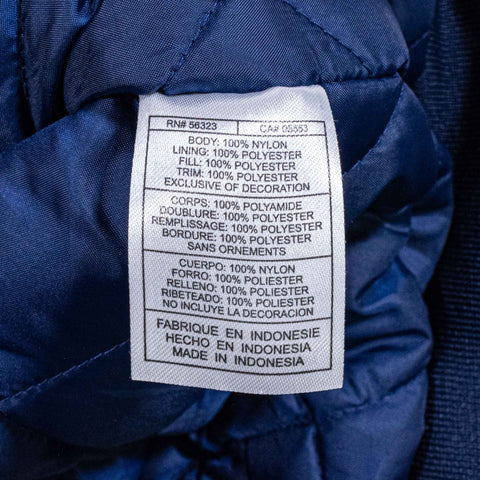 RN# 56323 CA# 05553
BODY: 100% NYLON
LINING: 100% POLYESTER
FILL: 100% POLYESTER
TRIM: 100% POLYESTER
EXCLUSIVE OF DECORATION
CORPS: 100% POLYAMIDE
DOUBLURE: 100% POLYESTER
REMPLISSAGE: 100% POLYESTER
BORDURE: 100% POLYESTER
SANS ORNEMENTS
CUERPO: 100% NYLON
FORRO: 100% POLIESTER
RELLENO: 100% POLIESTER
RIBETEADO: 100% POLIESTER
NO INCLUYE LA DECORACION
FABRIQUE EN INDONESIE
HECHO EN INDONESIA
MADE IN INDONESIA